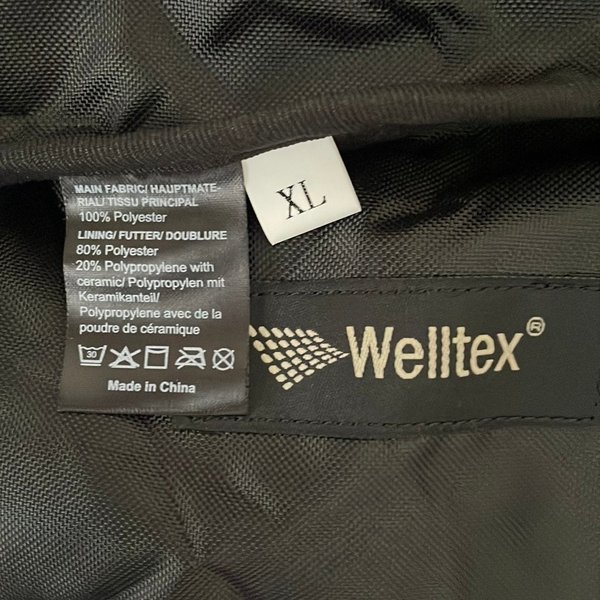 XL
MAIN FABRIC/ HAUPTMATE-
RIAL/ TISSU PRINCIPAL
100% Polyester
LINING/ FUTTER/ DOUBLURE
80% Polyester
20% Polypropylene with
ceramic/ Polypropylen mit
Keramikanteil/
Polypropylene avec de la
poudre de céramique
30
Made in China
Welltex®